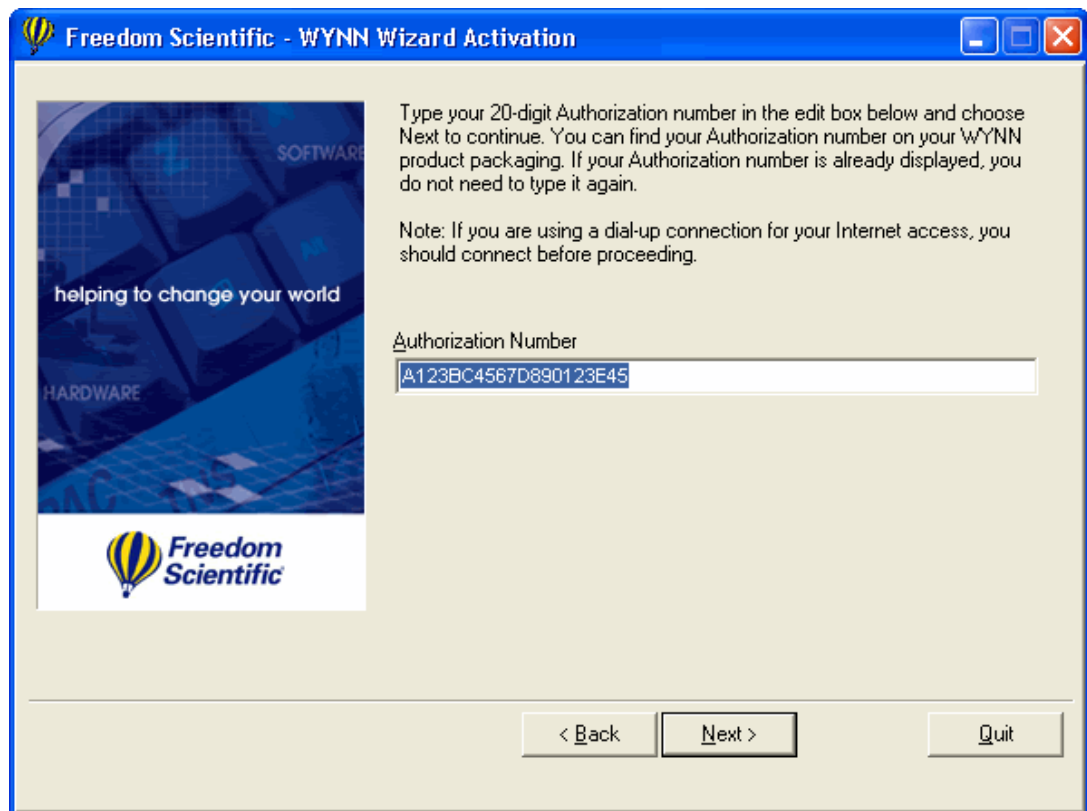 Freedom Scientific - WYNN Wizard Activation
SOFTWARE
helping to change your world
HARDWARE
Freedom
Scientific
Type your 20-digit Authorization number in the edit box below and choose
Next to continue. You can find your Authorization number on your WYNN
product packaging. If your Authorization number is already displayed, you
do not need to type it again.
Note: If you are using a dial-up connection for your Internet access, you
should connect before proceeding.
Authorization Number
A123BC4567D890123E45
< Back
Next >
Quit